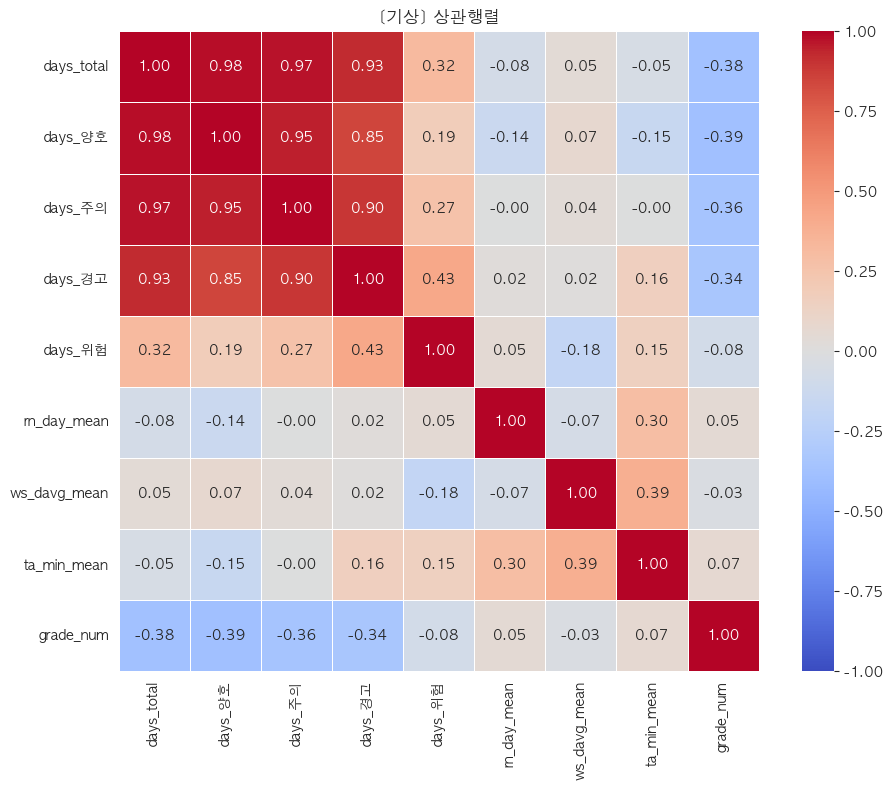 [기상] 상관행렬
days_total 1.00 0.98 0.97 0.93 0.32 -0.08 0.05 -0.05 -0.38
days_양호 0.98 1.00 0.95 0.85 0.19 -0.14 0.07 -0.15 -0.39
days_주의 0.97 0.95 1.00 0.90 0.27 -0.00 0.04 -0.00 -0.36
days_경고 0.93 0.85 0.90 1.00 0.43 0.02 0.02 0.16 -0.34
days_위험 0.32 0.19 0.27 0.43 1.00 0.05 -0.18 0.15 -0.08
rn_day_mean -0.08 -0.14 -0.00 0.02 0.05 1.00 -0.07 0.30 0.05
ws_davg_mean 0.05 0.07 0.04 0.02 -0.18 -0.07 1.00 0.39 -0.03
ta_min_mean -0.05 -0.15 -0.00 0.16 0.15 0.30 0.39 1.00 0.07
grade_num -0.38 -0.39 -0.36 -0.34 -0.08 0.05 -0.03 0.07 1.00
days_total days_양호 days_주의 days_경고 days_위험 rn_day_mean ws_davg_mean ta_min_mean grade_num
1.00
0.75
0.50
0.25
0.00
-0.25
-0.50
-0.75
-1.00